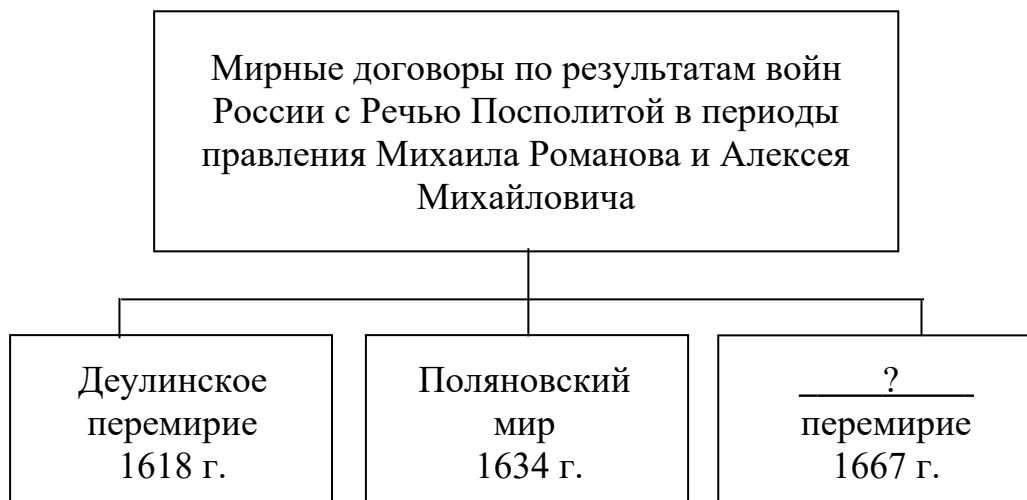 Мирные договоры по результатам войн
России с Речью Посполитой в периоды
правления Михаила Романова и Алексея
Михайловича
Деулинское
перемирие
1618 г.
Поляновский
мир
1634 г.
?
перемирие
1667 г.